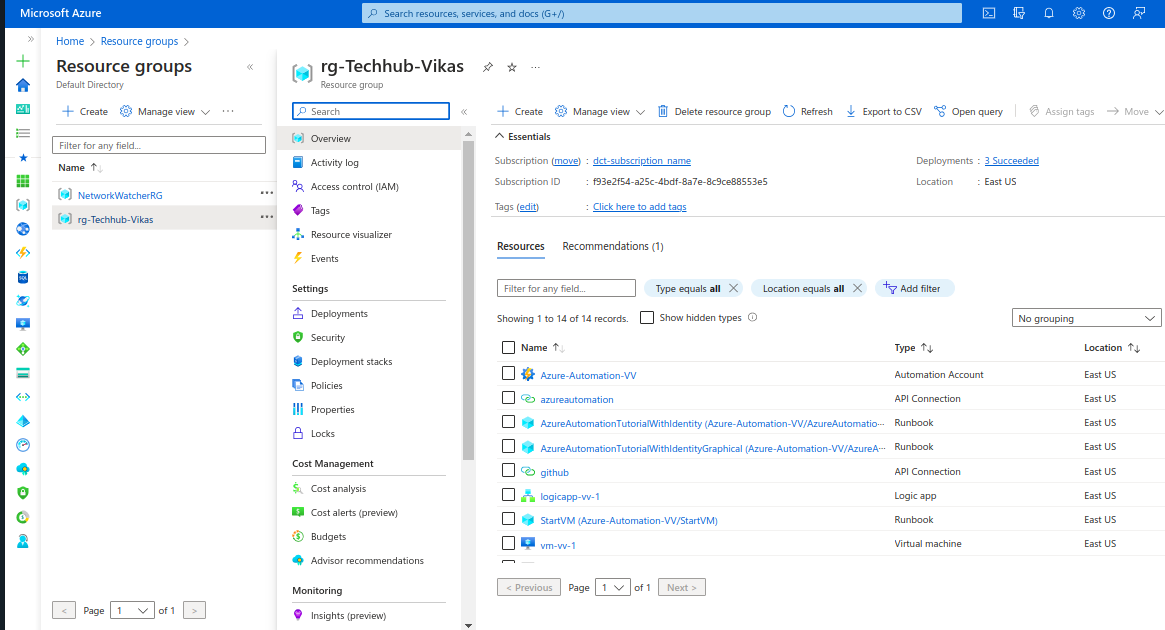 Microsoft Azure
Search resources, services, and docs (G+/)
Home > Resource groups >
Resource groups
Default Directory
Create
Manage view
Filter for any field...
Name
NetworkWatcherRG
rg-Techhub-Vikas
< Page 1 of 1 >
rg-Techhub-Vikas
Resource group
Search
Overview
Activity log
Access control (IAM)
Tags
Resource visualizer
Events
Settings
Deployments
Security
Deployment stacks
Policies
Properties
Locks
Cost Management
Cost analysis
Cost alerts (preview)
Budgets
Advisor recommendations
Monitoring
Insights (preview)
Create Manage view Delete resource group Refresh Export to CSV Open query Assign tags Move
Essentials
Subscription (move) : dct-subscription_name
Deployments : 3 Succeeded
Subscription ID : f93e2f54-a25c-4bdf-8a7e-8c9ce88553e5
Location : East US
Tags (edit) : Click here to add tags
Resources Recommendations (1)
Filter for any field... Type equals all Location equals all Add filter
Showing 1 to 14 of 14 records. Show hidden types No grouping
Name Type Location
Azure-Automation-VV Automation Account East US
azureautomation API Connection East US
AzureAutomationTutorialWithIdentity (Azure-Automation-VV/AzureAutomatio... Runbook East US
AzureAutomationTutorialWithIdentityGraphical (Azure-Automation-VV/AzureA... Runbook East US
github API Connection East US
logicapp-vv-1 Logic app East US
StartVM (Azure-Automation-VV/StartVM) Runbook East US
vm-vv-1 Virtual machine East US
< Previous Page 1 of 1 Next >